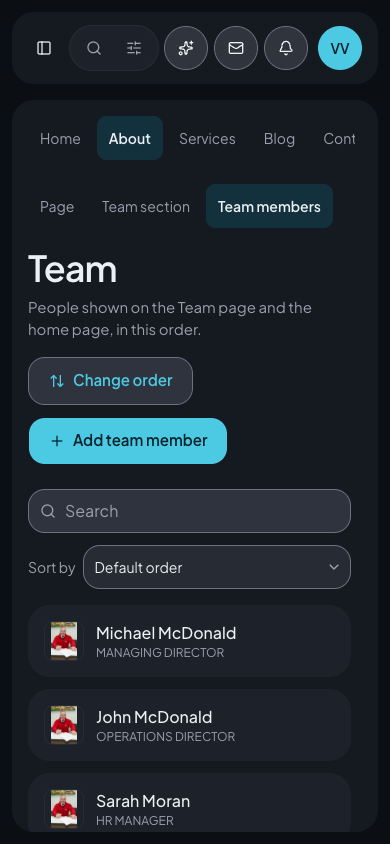 VV
Home About Services Blog Cont
Page Team section Team members
Team
People shown on the Team page and the
home page, in this order.
Change order
Add team member
Search
Sort by Default order
Michael McDonald
MANAGING DIRECTOR
John McDonald
OPERATIONS DIRECTOR
Sarah Moran
HR MANAGER